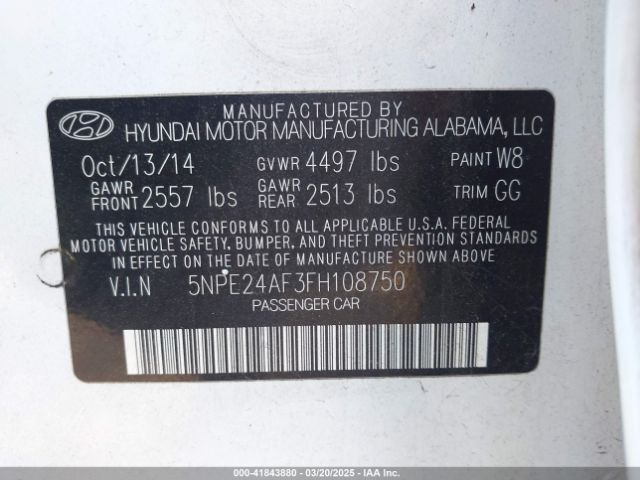 MANUFACTURED BY
HYUNDAI MOTOR MANUFACTURING ALABAMA, LLC
Oct/13/14 GVWR 4497 lbs PAINT W8
GAWR FRONT 2557 lbs GAWR REAR 2513 lbs TRIM GG
THIS VEHICLE CONFORMS TO ALL APPLICABLE U.S.A. FEDERAL
MOTOR VEHICLE SAFETY, BUMPER, AND THEFT PREVENTION STANDARDS
IN EFFECT ON THE DATE OF MANUFACTURE SHOWN ABOVE
V.I.N 5NPE24AF3FH108750
PASSENGER CAR
000-41843880 - 03/20/2025 - IAA Inc.